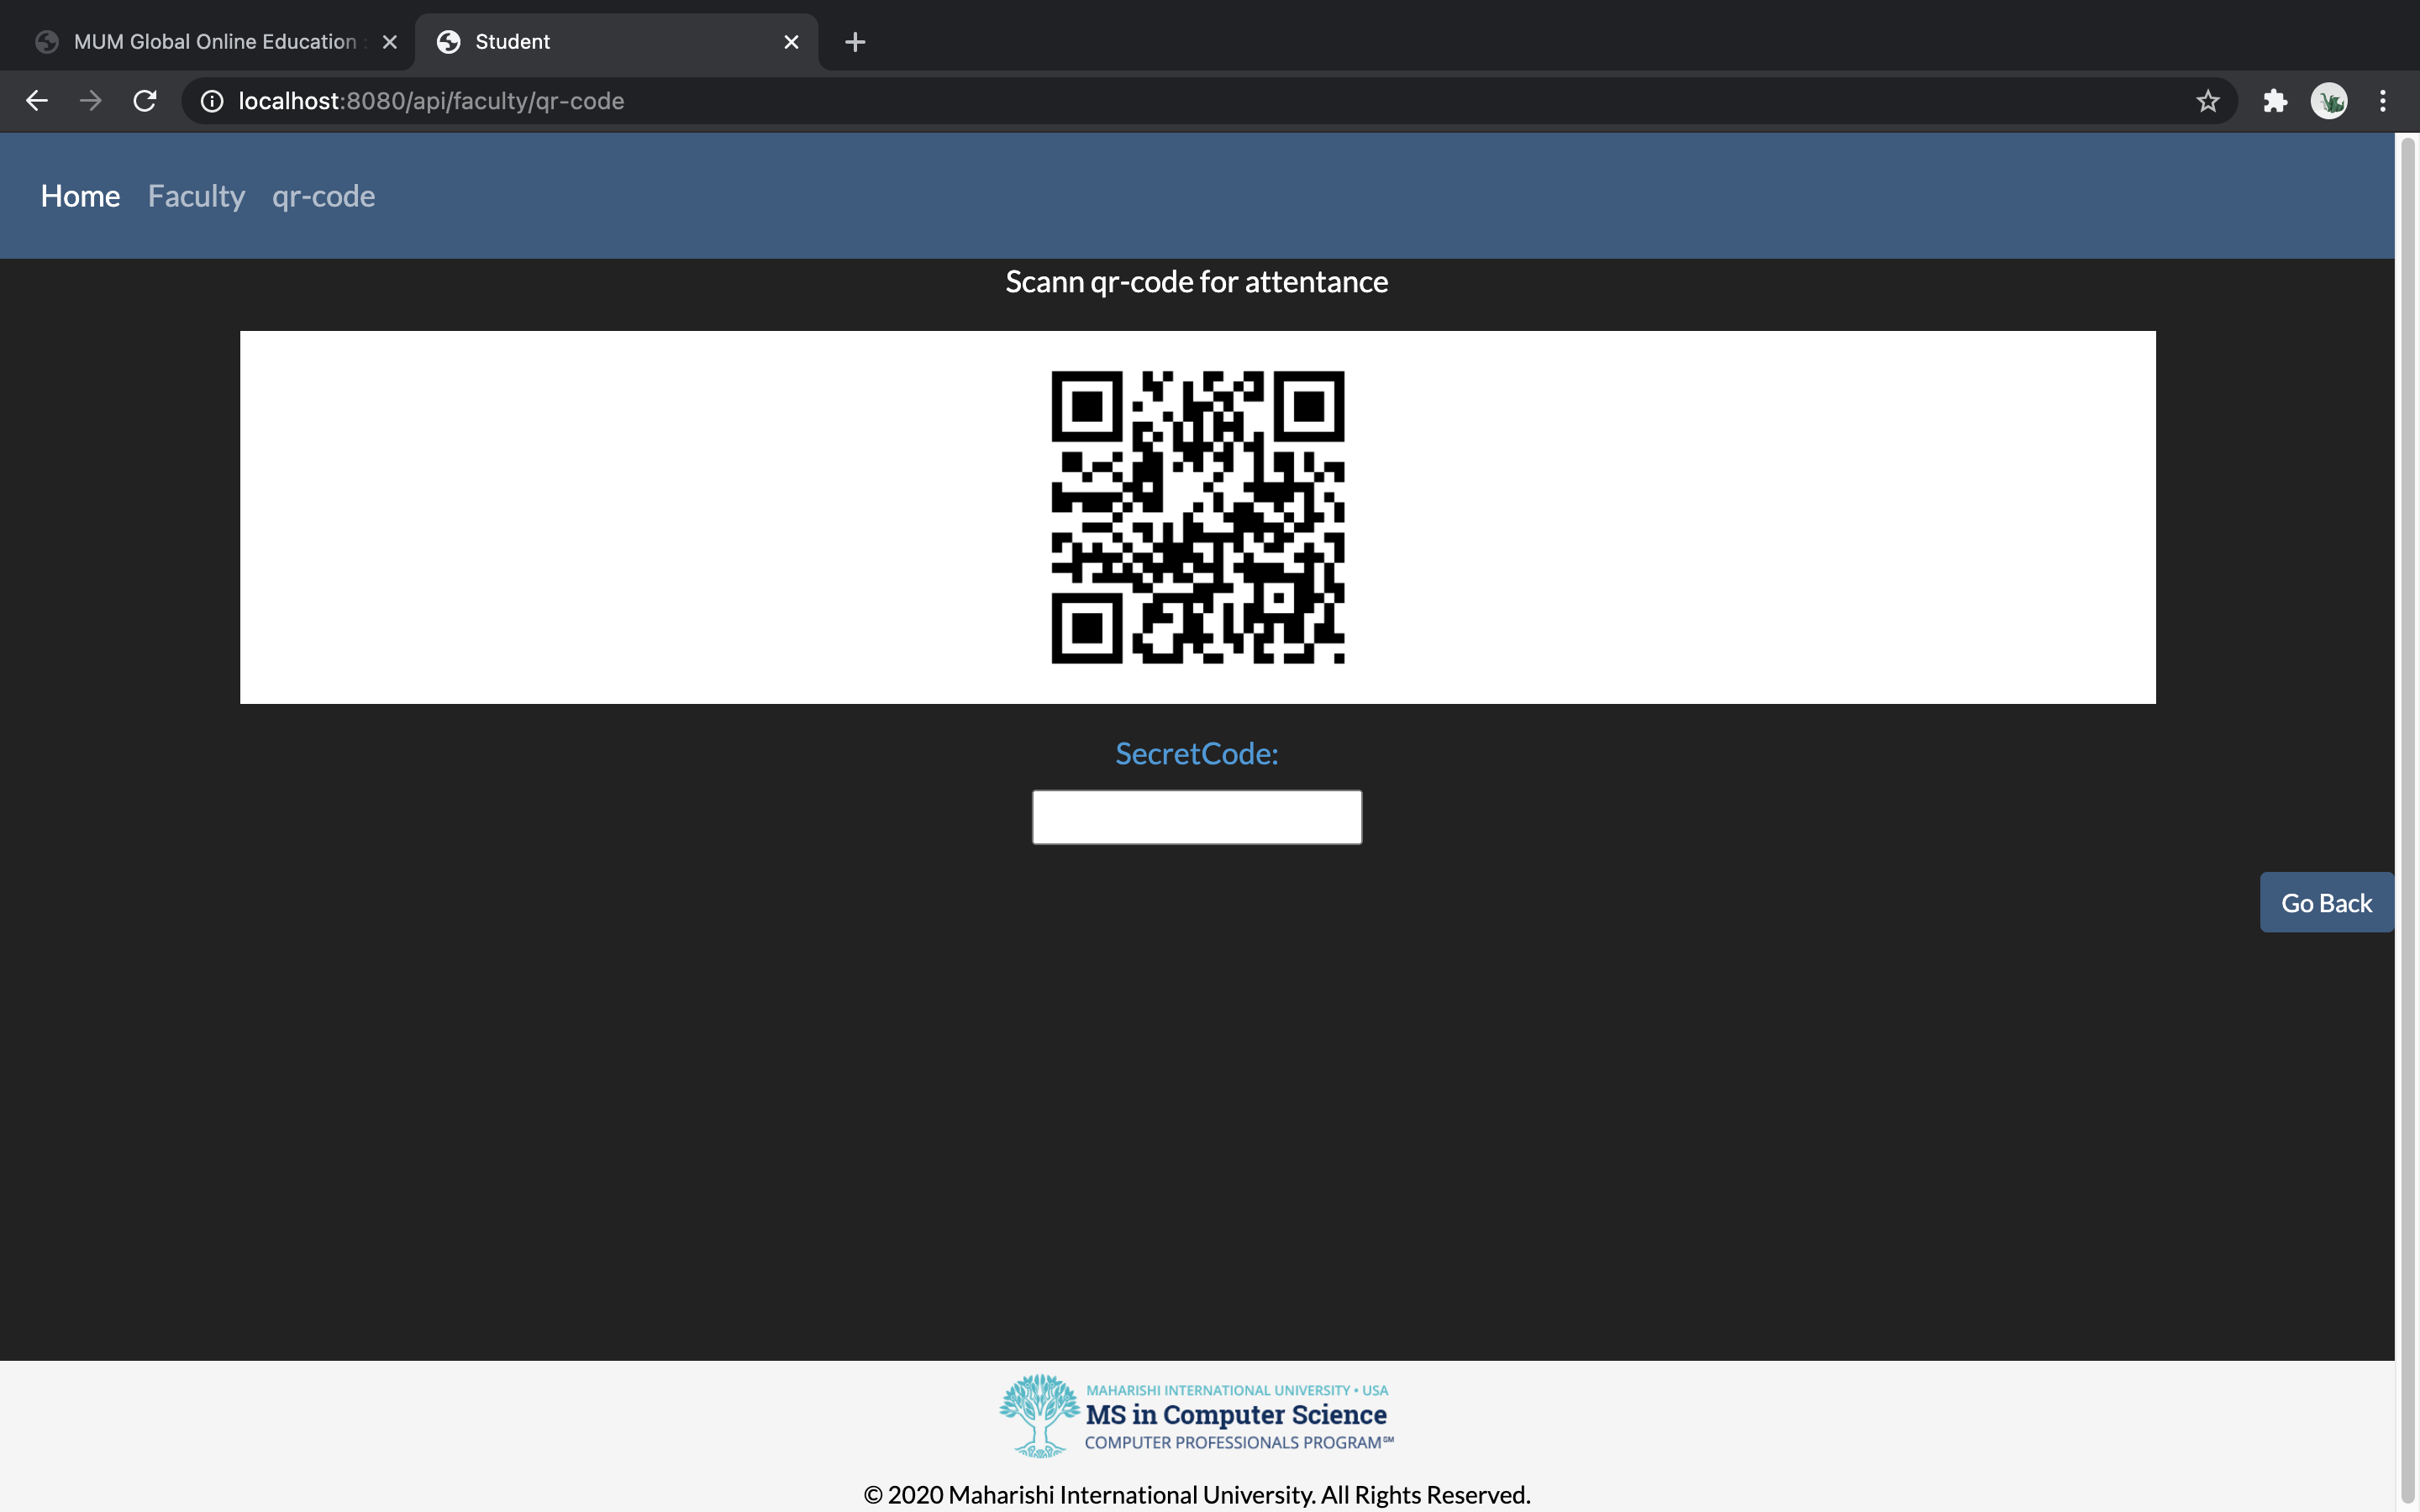 MUM Global Online Education
Student
localhost:8080/api/faculty/qr-code
Home Faculty qr-code
Scann qr-code for attentance
SecretCode:
Go Back
MAHARISHI INTERNATIONAL UNIVERSITY • USA
MS in Computer Science
COMPUTER PROFESSIONALS PROGRAM℠
© 2020 Maharishi International University. All Rights Reserved.